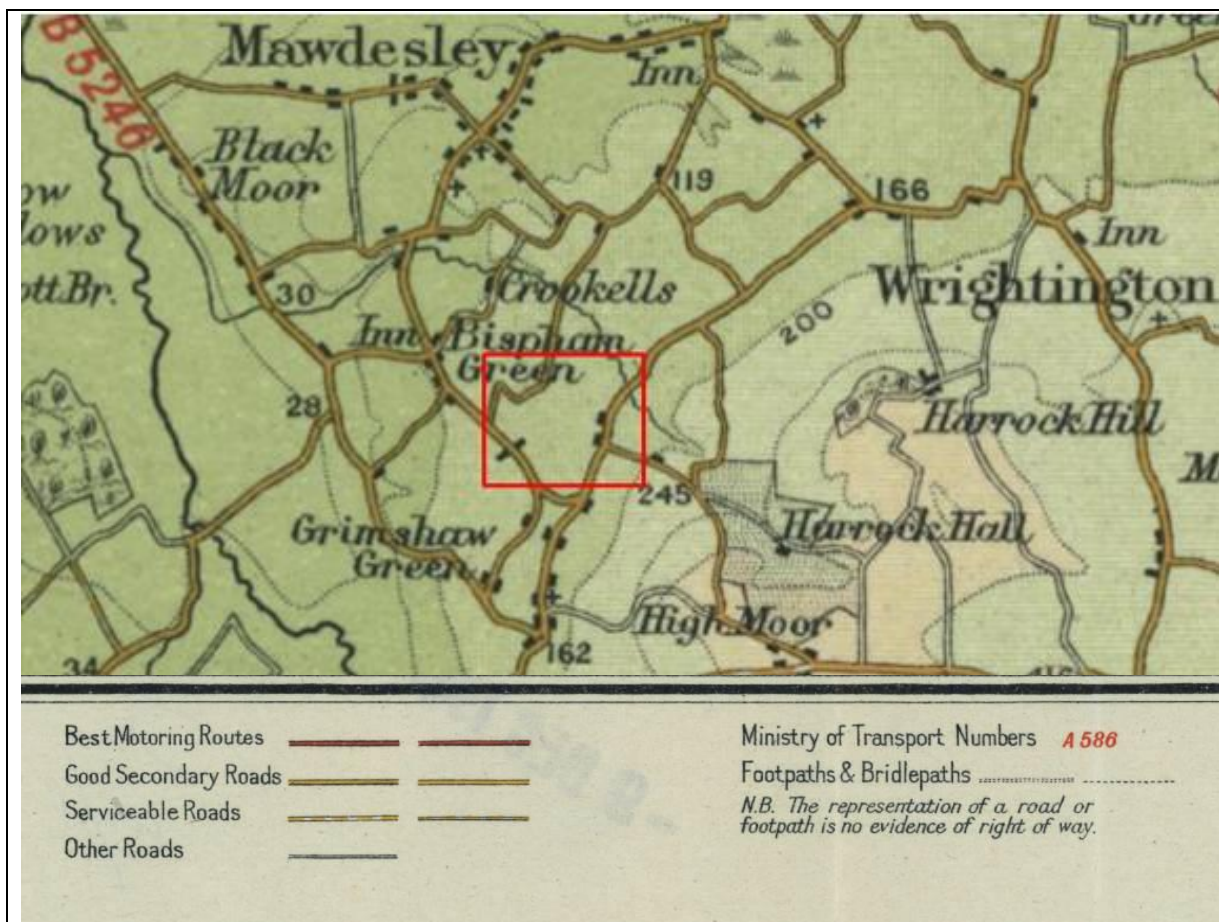 B 5246
Mawdesley
Inn
Black
Moor
119
166
ow
lows
Inn
ott Br.
30
Crookells
Wrightington
200
Inn
Bispham
Green
28
Harrock Hill
M
245
Grimshaw
Green
Harrock Hall
High Moor
162
34
Best Motoring Routes
Good Secondary Roads
Serviceable Roads
Other Roads
Ministry of Transport Numbers A 586
Footpaths & Bridlepaths
N.B. The representation of a road or
footpath is no evidence of right of way.